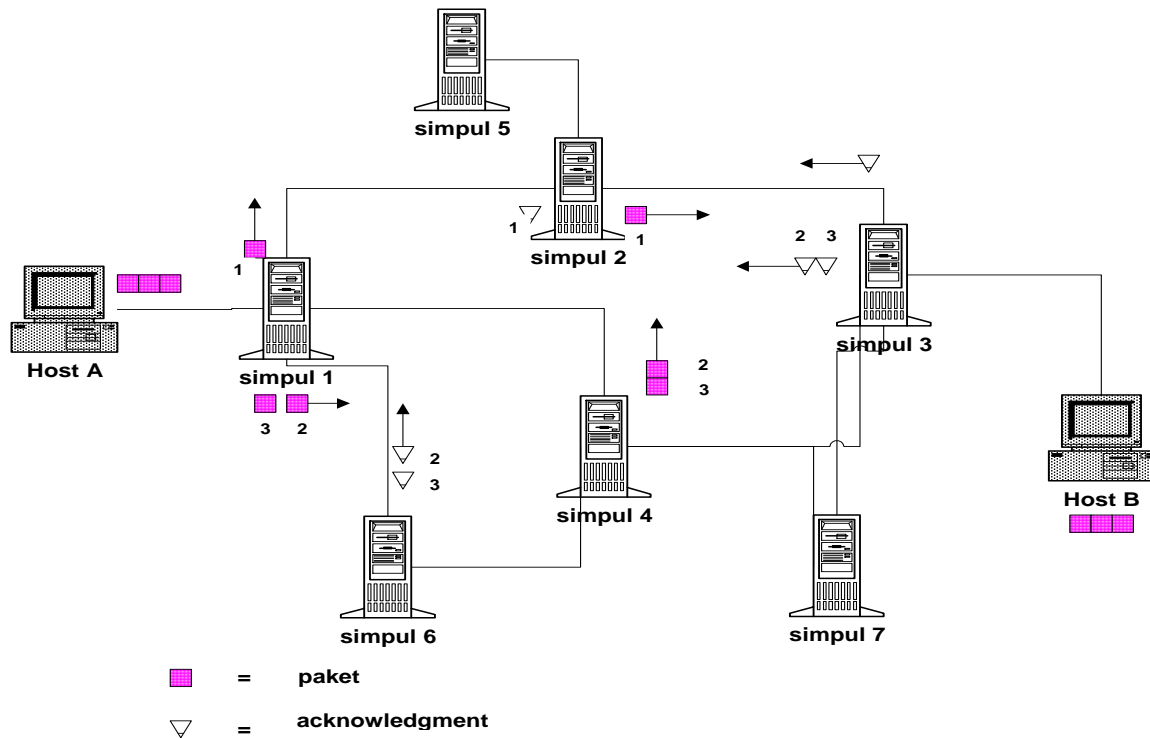 simpul 5
simpul 2
1
1
1
2 3
simpul 3
Host A
simpul 1
3 2
2
3
2
3
simpul 4
Host B
simpul 6
simpul 7
= paket
= acknowledgment